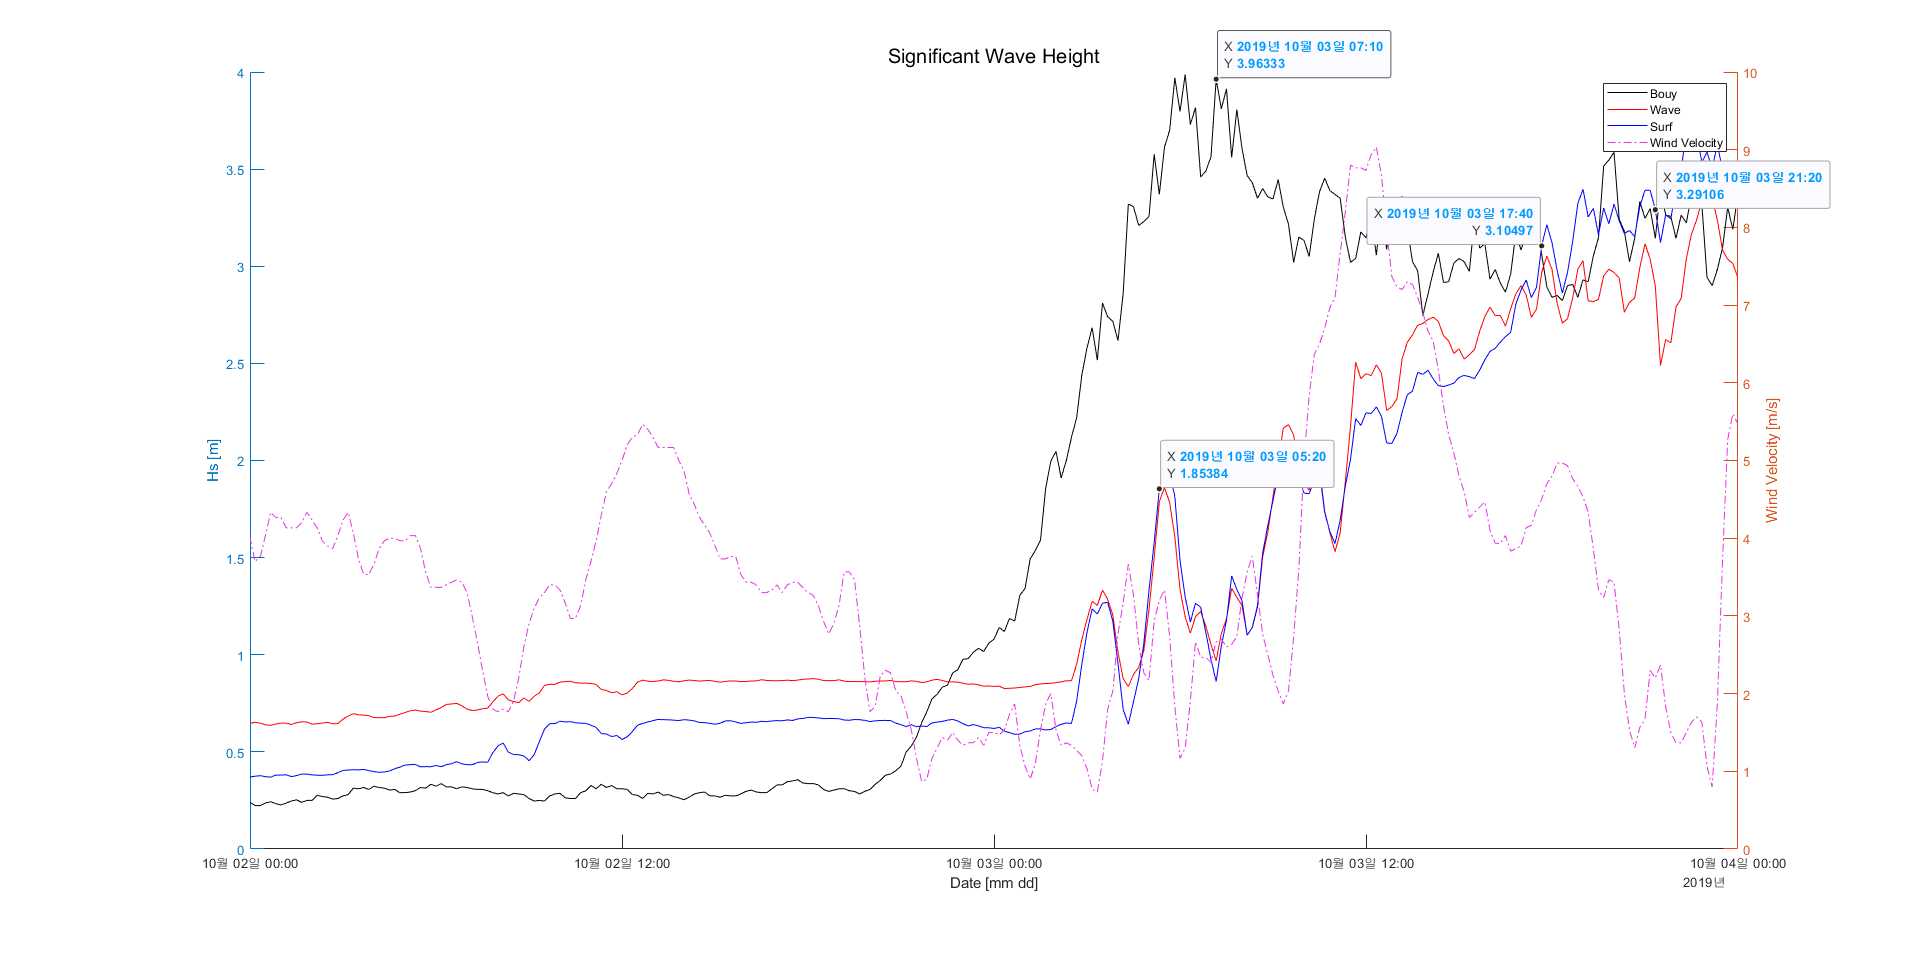 Significant Wave Height
X 2019년 10월 03일 07:10
Y 3.96333
Bouy
Wave
Surf
Wind Velocity
X 2019년 10월 03일 21:20
Y 3.29106
X 2019년 10월 03일 17:40
Y 3.10497
X 2019년 10월 03일 05:20
Y 1.85384
4
3.5
3
2.5
2
1.5
1
0.5
0
Hs [m]
10
9
8
7
6
5
4
3
2
1
0
Wind Velocity [m/s]
10월 02일 00:00
10월 02일 12:00
10월 03일 00:00
10월 03일 12:00
10월 04일 00:00
Date [mm dd]
2019년